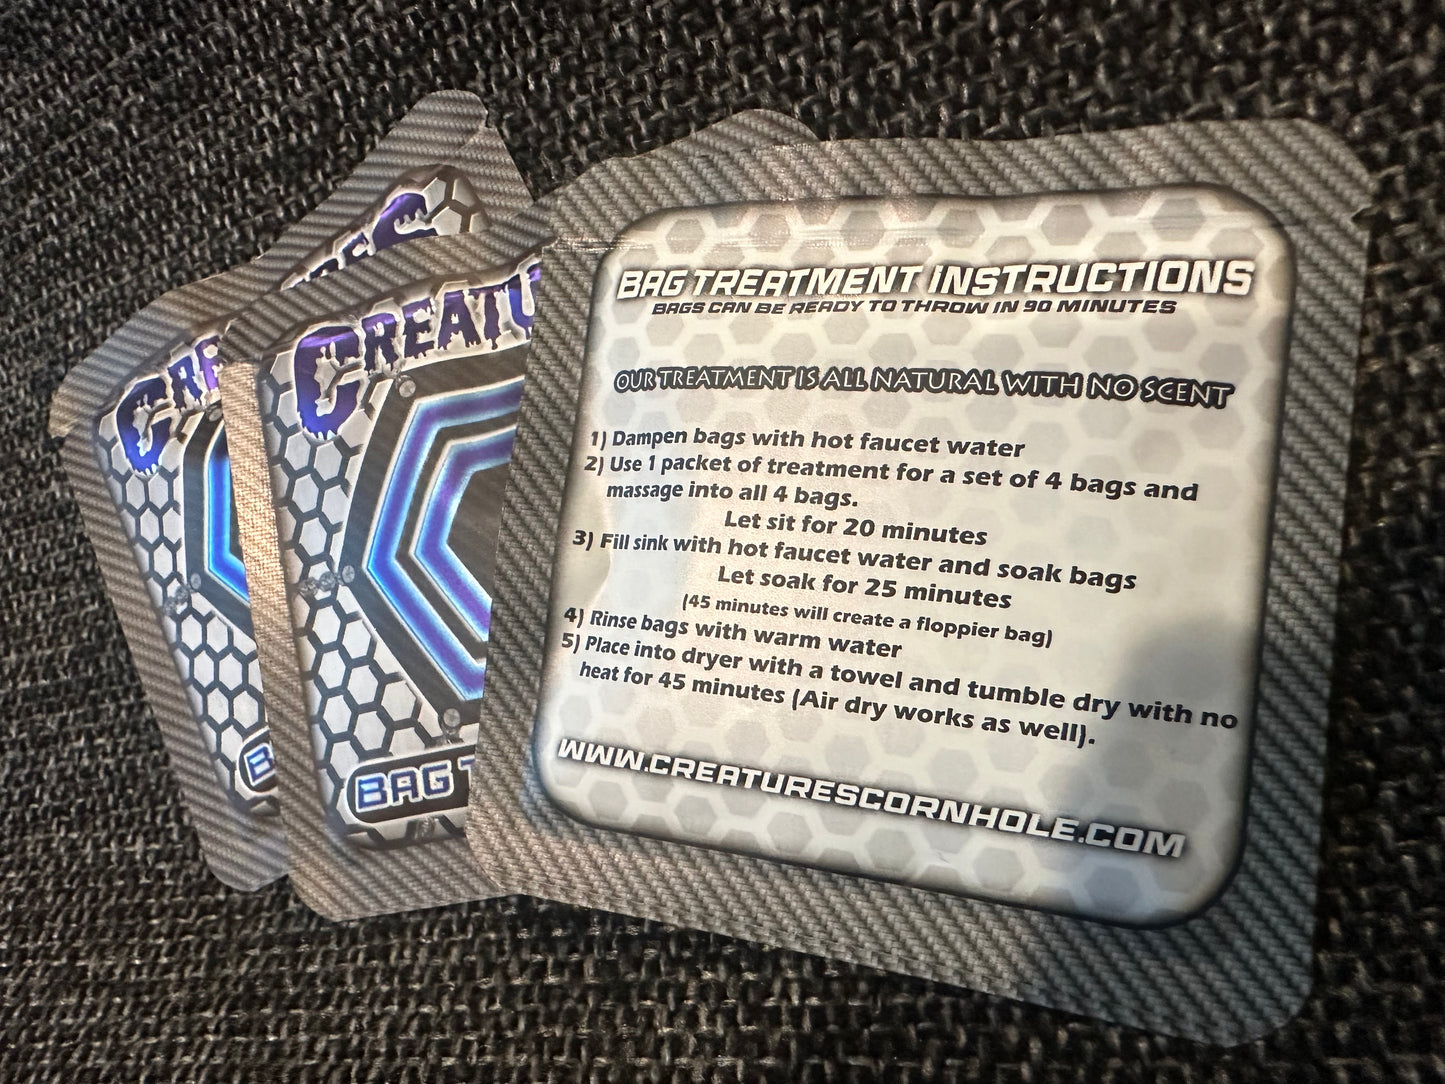 CREATURES
CREATU
BAG T
BAG TREATMENT INSTRUCTIONS
BAGS CAN BE READY TO THROW IN 90 MINUTES
OUR TREATMENT IS ALL NATURAL WITH NO SCENT
1) Dampen bags with hot faucet water
2) Use 1 packet of treatment for a set of 4 bags and
massage into all 4 bags.
Let sit for 20 minutes
3) Fill sink with hot faucet water and soak bags
Let soak for 25 minutes
(45 minutes will create a floppier bag)
4) Rinse bags with warm water
5) Place into dryer with a towel and tumble dry with no
heat for 45 minutes (Air dry works as well).
WWW.CREATURESCORNHOLE.COM